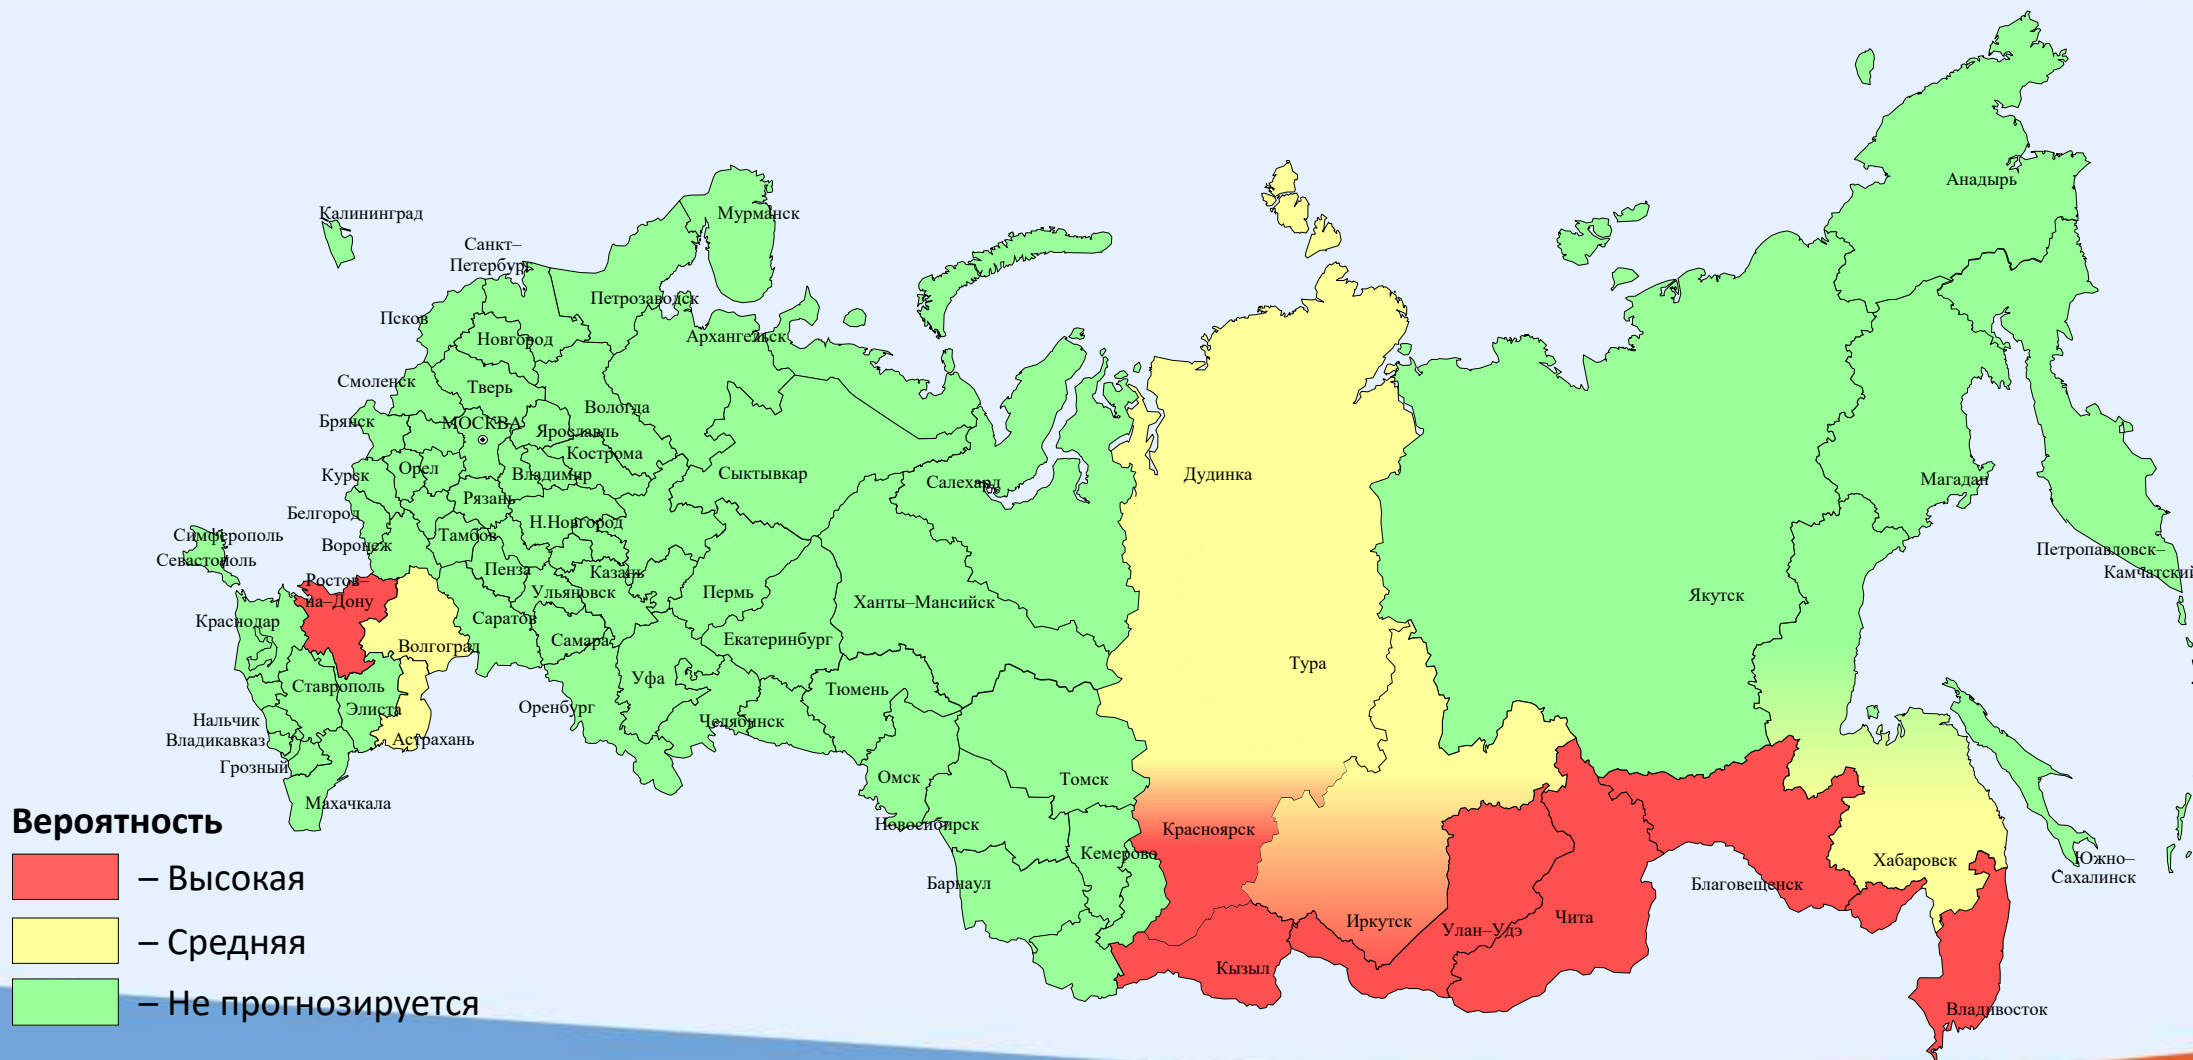 Анадырь
Калининград
Мурманск
Санкт–
Петербург
Петрозаводск
Псков
Новгород
Архангельск
Смоленск
Тверь
Вологда
Брянск
МОСКВА
Ярославль
Кострома
Курск
Орел
Владимир
Сыктывкар
Салехард
Дудинка
Магадан
Рязань
Белгород
Н.Новгород
Симферополь
Тамбов
Воронеж
Севастополь
Петропавловск–
Камчатский
Ростов–
на–Дону
Пенза
Казань
Ульяновск
Пермь
Ханты–Мансийск
Якутск
Краснодар
Саратов
Самара
Екатеринбург
Волгоград
Тура
Ставрополь
Уфа
Тюмень
Элиста
Оренбург
Челябинск
Нальчик
Владикавказ
Астрахань
Грозный
Омск
Томск
Махачкала
Новосибирск
Красноярск
Кемерово
Барнаул
Хабаровск
Южно–
Сахалинск
Благовещенск
Иркутск
Улан–Удэ
Чита
Кызыл
Владивосток
Вероятность
– Высокая
– Средняя
– Не прогнозируется